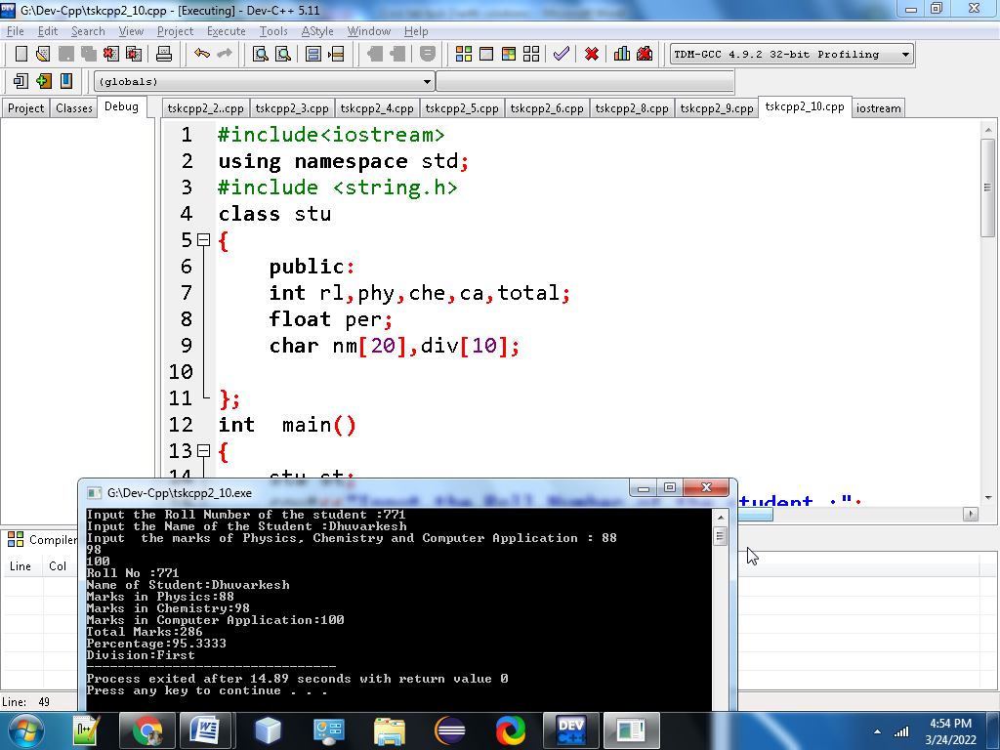 G:\Dev-Cpp\tskcpp2_10.cpp - [Executing] - Dev-C++ 5.11
File Edit Search View Project Execute Tools AStyle Window Help
TDM-GCC 4.9.2 32-bit Profiling
(globals)
Project Classes Debug
tskcpp2_2..cpp tskcpp2_3.cpp tskcpp2_4.cpp tskcpp2_5.cpp tskcpp2_6.cpp tskcpp2_8.cpp tskcpp2_9.cpp tskcpp2_10.cpp iostream
1 #include<iostream>
2 using namespace std;
3 #include <string.h>
4 class stu
5 {
6 public:
7 int rl,phy,che,ca,total;
8 float per;
9 char nm[20],div[10];
10
11 };
12 int  main()
13 {
14 stu st;
student :";
G:\Dev-Cpp\tskcpp2_10.exe
Input the Roll Number of the student :771
Input the Name of the Student :Dhuvarkesh
Input  the marks of Physics, Chemistry and Computer Application : 88
98
100
Roll No :771
Name of Student:Dhuvarkesh
Marks in Physics:88
Marks in Chemistry:98
Marks in Computer Application:100
Total Marks:286
Percentage:95.3333
Division:First
--------------------------------
Process exited after 14.89 seconds with return value 0
Press any key to continue . . .
Compiler
Line Col
Line: 49
DEV C++
4:54 PM
3/24/2022